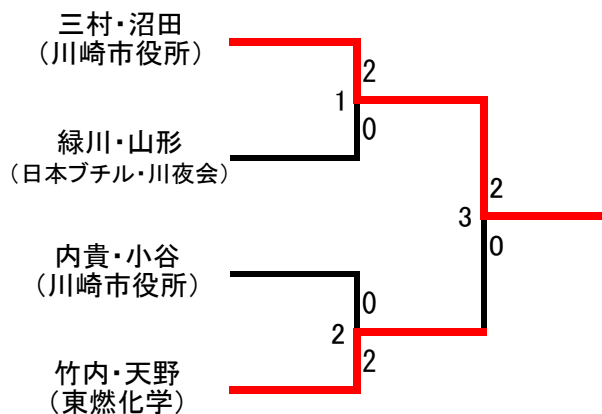 三村・沼田
（川崎市役所）
2
1
0
緑川・山形
（日本ブチル・川夜会）
2
3
0
内貴・小谷
（川崎市役所）
0
2
2
竹内・天野
（東燃化学）